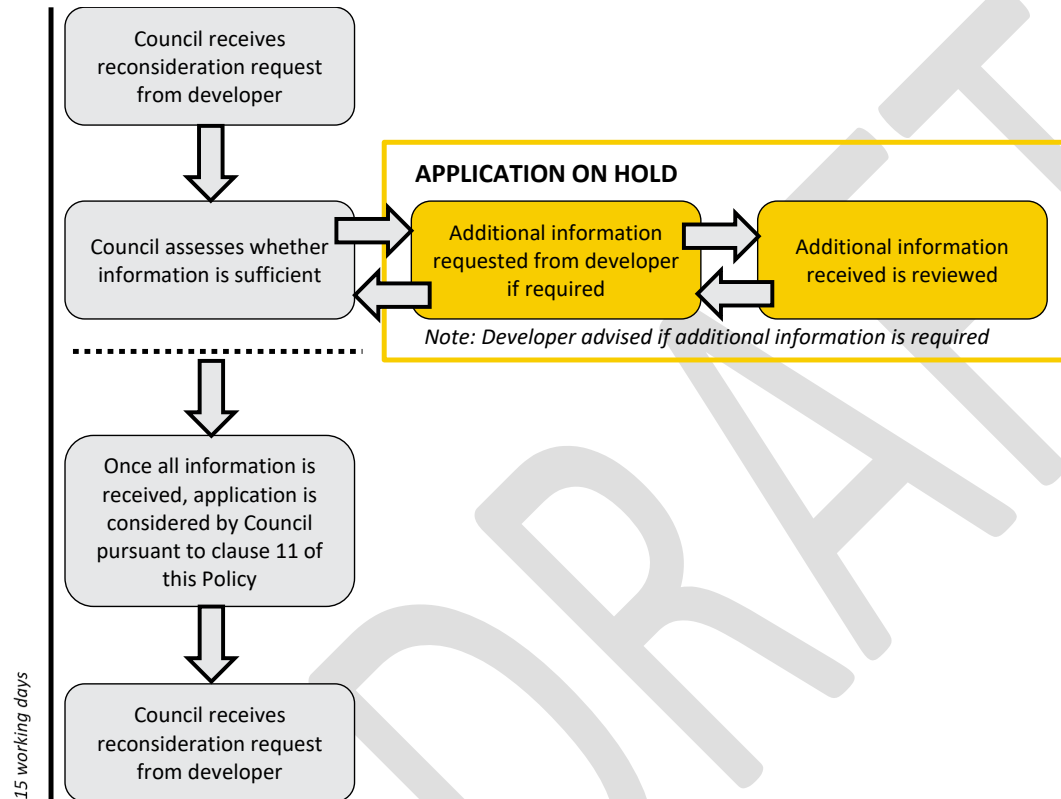 Council receives
reconsideration request
from developer
APPLICATION ON HOLD
Council assesses whether
information is sufficient
Additional information
requested from developer
if required
Additional information
received is reviewed
Note: Developer advised if additional information is required
Once all information is
received, application is
considered by Council
pursuant to clause 11 of
this Policy
Council receives
reconsideration request
from developer
15 working days
DRAFT